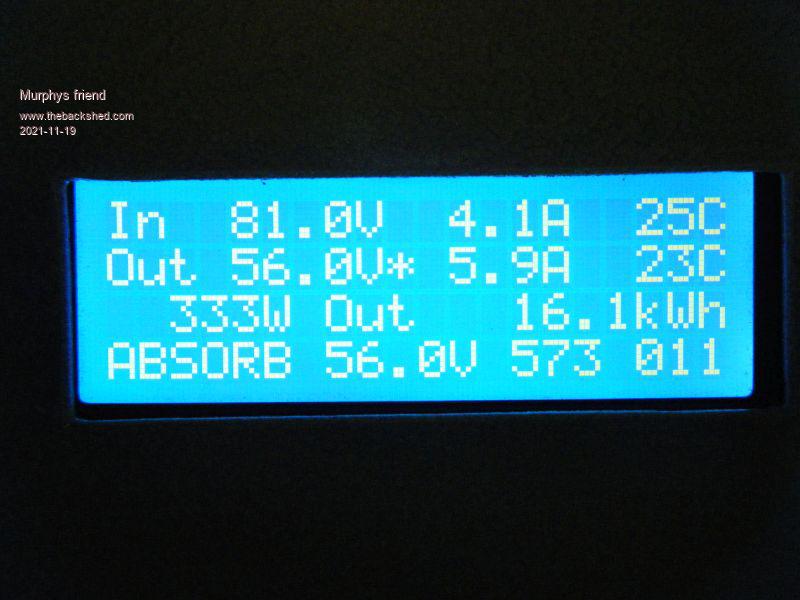 Murphys friend
www.thebackshed.com
2021-11-19
In 81.0V 4.1A 25C
Out 56.0V* 5.9A 23C
333W Out 16.1kWh
ABSORB 56.0V 573 011